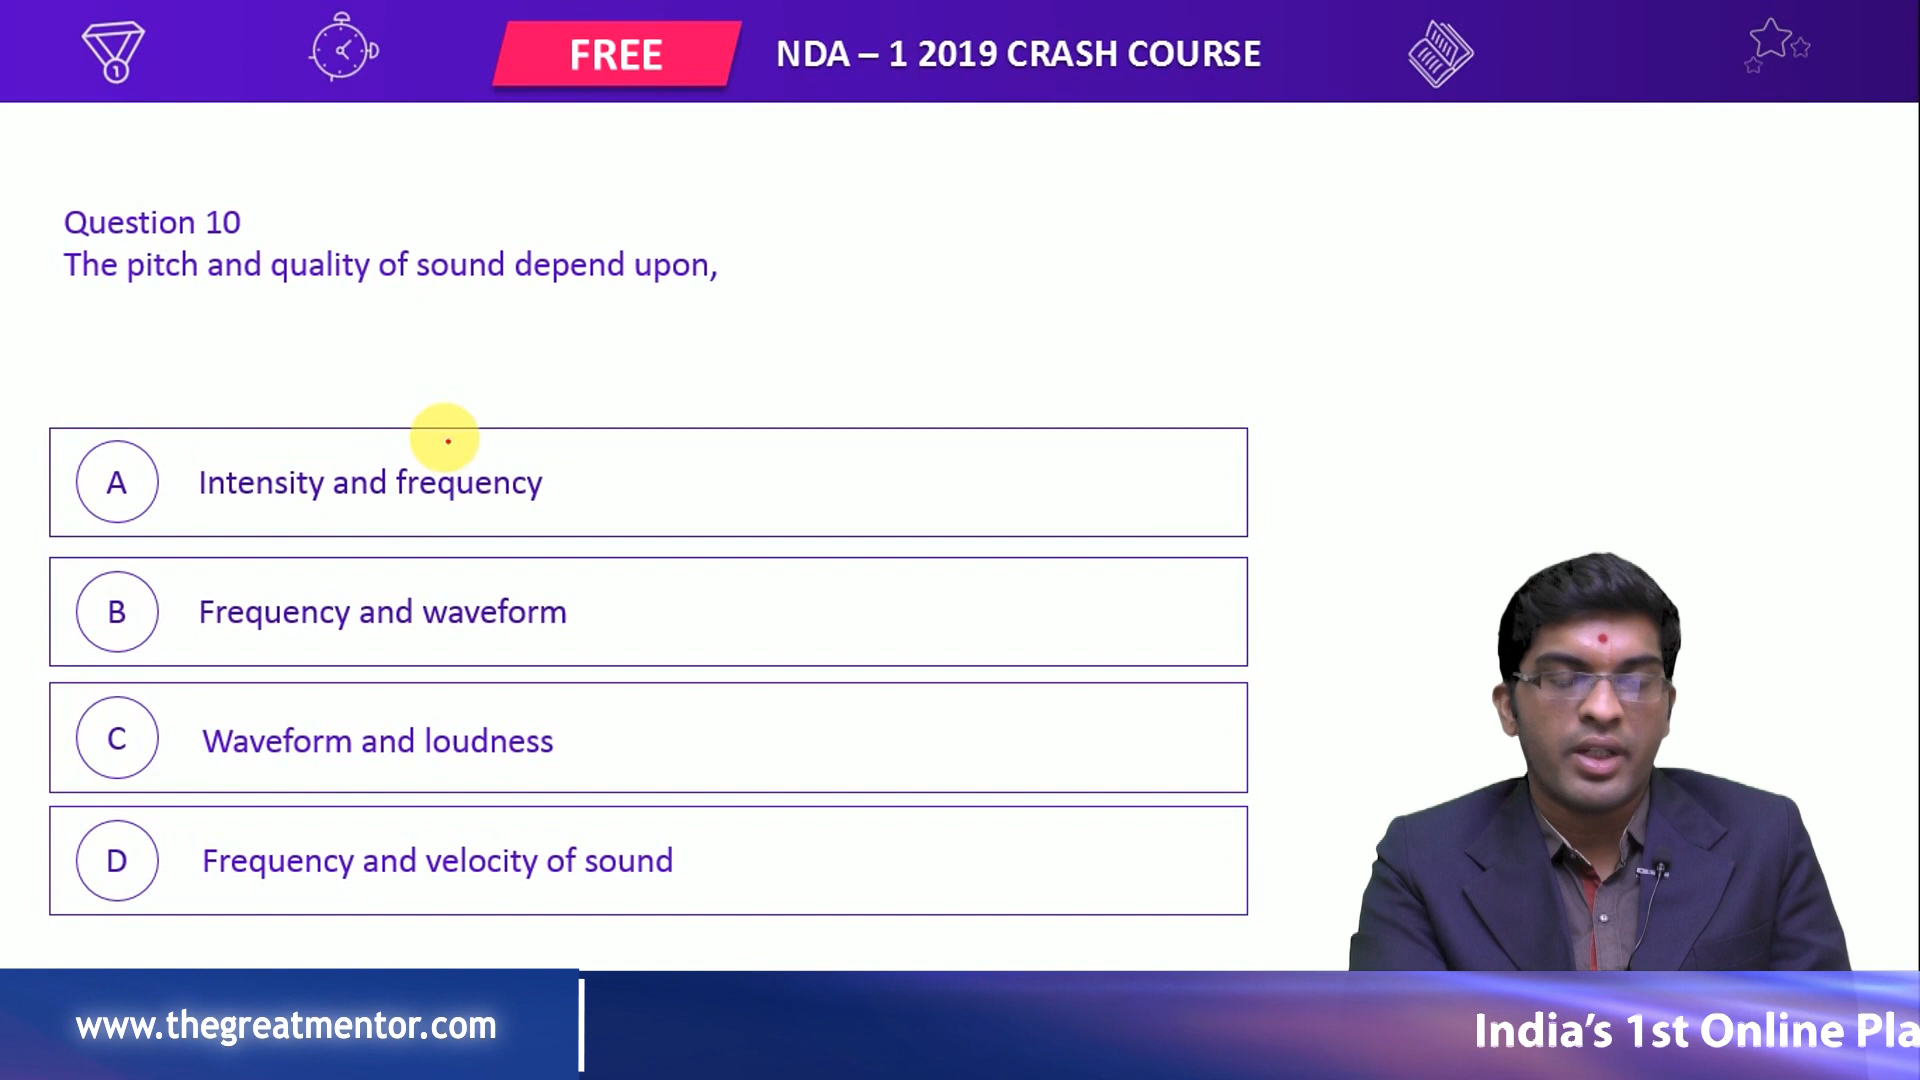 FREE
NDA – 1 2019 CRASH COURSE
1
Question 10
The pitch and quality of sound depend upon,
A
Intensity and frequency
B
Frequency and waveform
C
Waveform and loudness
D
Frequency and velocity of sound
www.thegreatmentor.com
India's 1st Online Pla